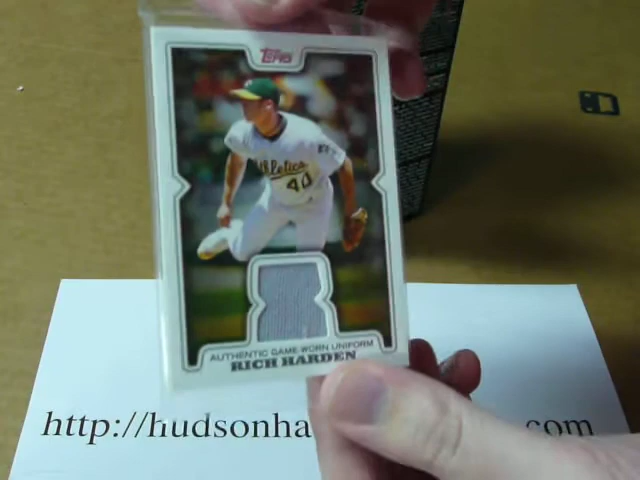 Topps
Athletics
40
AUTHENTIC GAME-WORN UNIFORM
RICH HARDEN
http://hudsonha
com